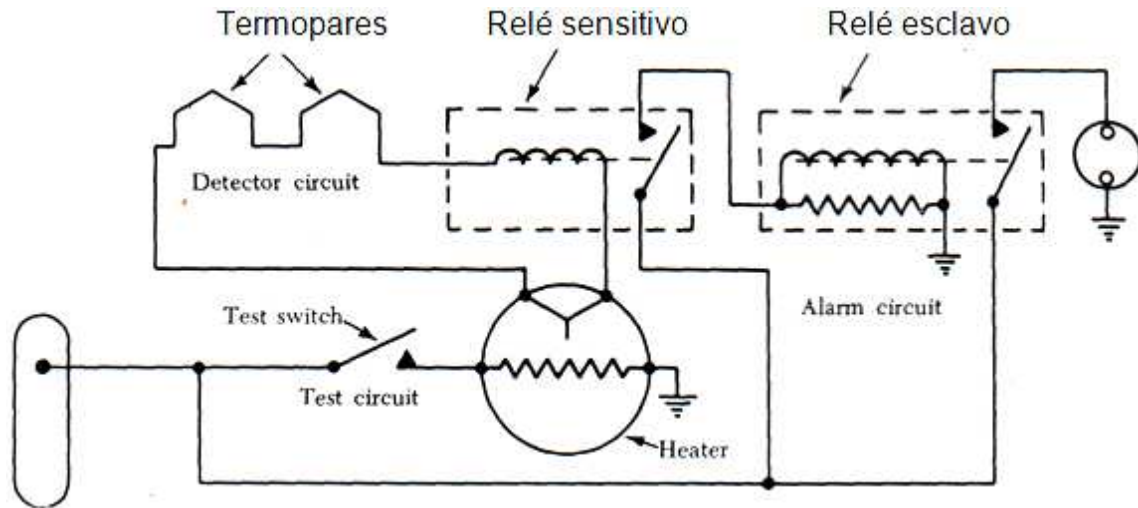 Termopares
Relé sensitivo
Relé esclavo
Detector circuit
Test switch
Test circuit
Alarm circuit
Heater